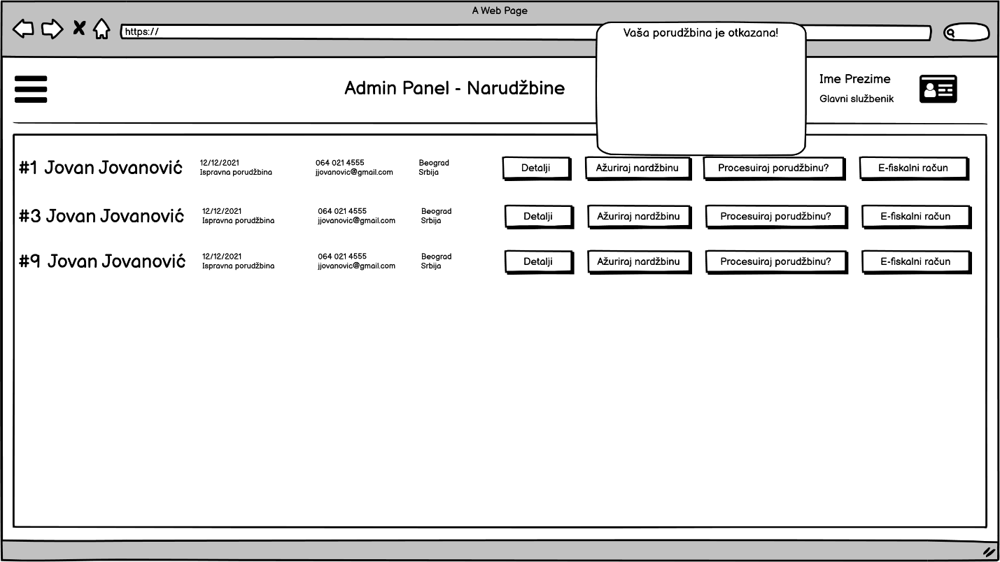 A Web Page
https://
Vaša porudžbina je otkazana!
Admin Panel - Narudžbine
Ime Prezime
Glavni službenik
#1 Jovan Jovanović
12/12/2021
Ispravna porudžbina
064 021 4555
jjovanovic@gmail.com
Beograd
Srbija
Detalji
Ažuriraj nardžbinu
Procesuiraj porudžbinu?
E-fiskalni račun
#3 Jovan Jovanović
12/12/2021
Ispravna porudžbina
064 021 4555
jjovanovic@gmail.com
Beograd
Srbija
Detalji
Ažuriraj nardžbinu
Procesuiraj porudžbinu?
E-fiskalni račun
#9 Jovan Jovanović
12/12/2021
Ispravna porudžbina
064 021 4555
jjovanovic@gmail.com
Beograd
Srbija
Detalji
Ažuriraj nardžbinu
Procesuiraj porudžbinu?
E-fiskalni račun